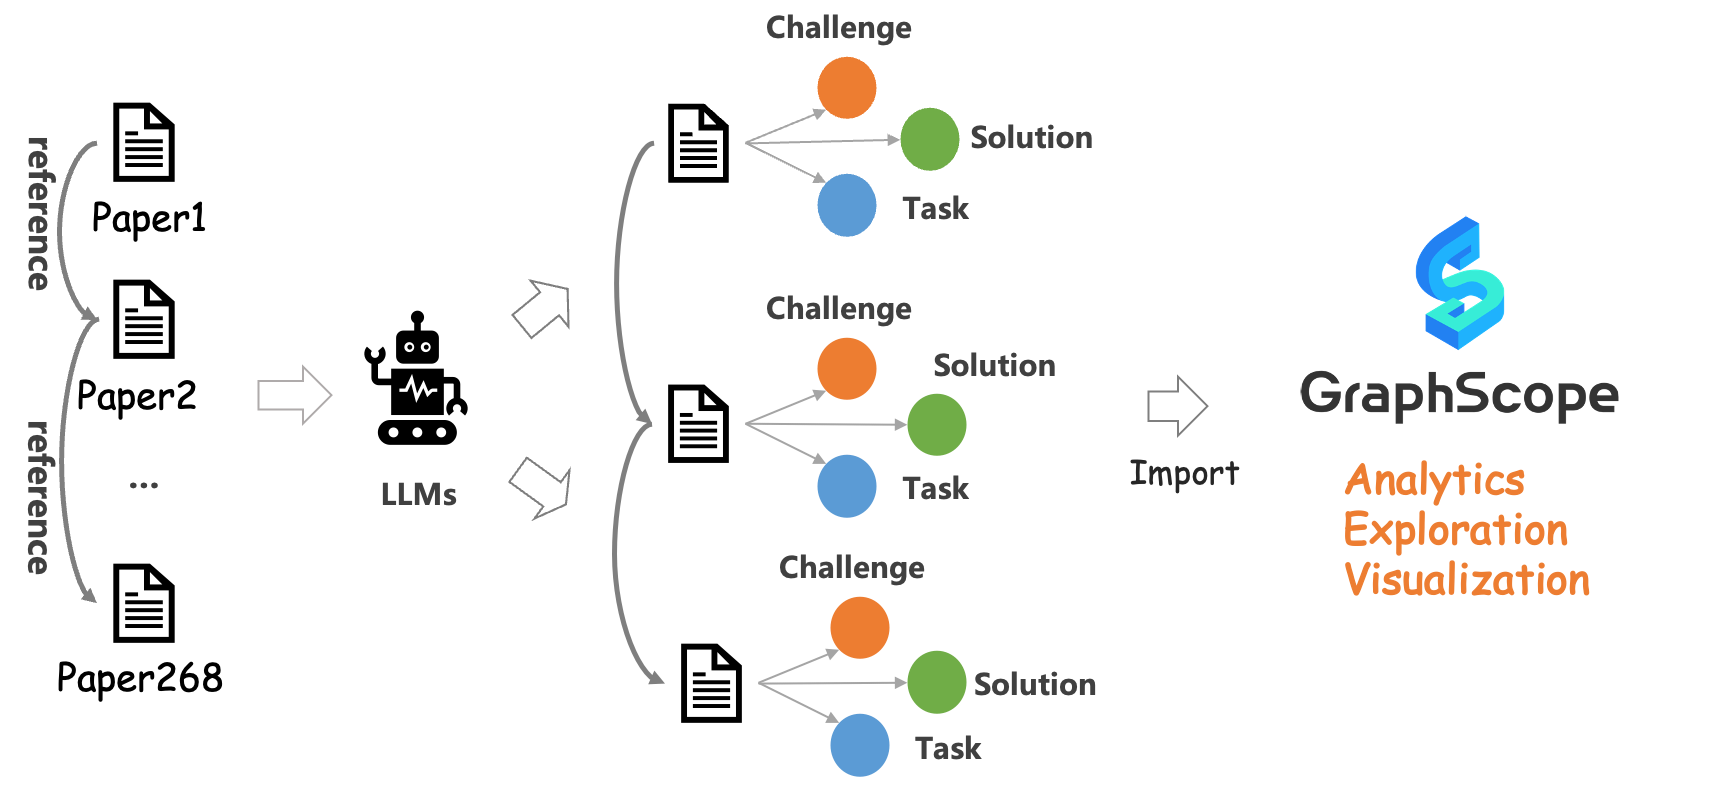 reference
Paper1
Paper2
reference
...
Paper268
LLMs
Challenge
Solution
Task
Challenge
Solution
Task
Challenge
Solution
Task
Import
GraphScope
Analytics
Exploration
Visualization